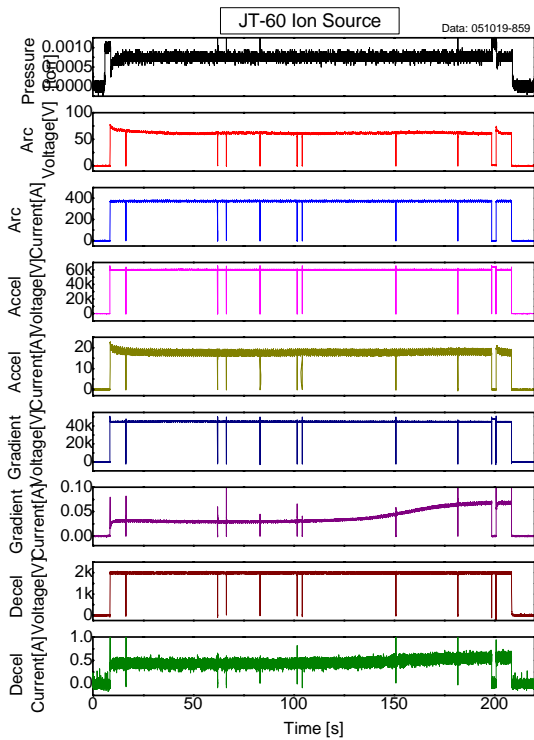 JT-60 Ion Source
Data: 051019-859
Pressure
0.0010
0.0005
0.0000
Arc
Voltage[V]
100
50
0
Arc
Current[A]
400
200
0
Accel
Voltage[V]
60k
40k
20k
0
Accel
Current[A]
20
10
0
Gradient
Voltage[V]
40k
20k
0
Gradient
Current[A]
0.10
0.05
0.00
Decel
Voltage[V]
2k
1k
0
Decel
Current[A]
1.0
0.5
0.0
0
50
100
150
200
Time [s]